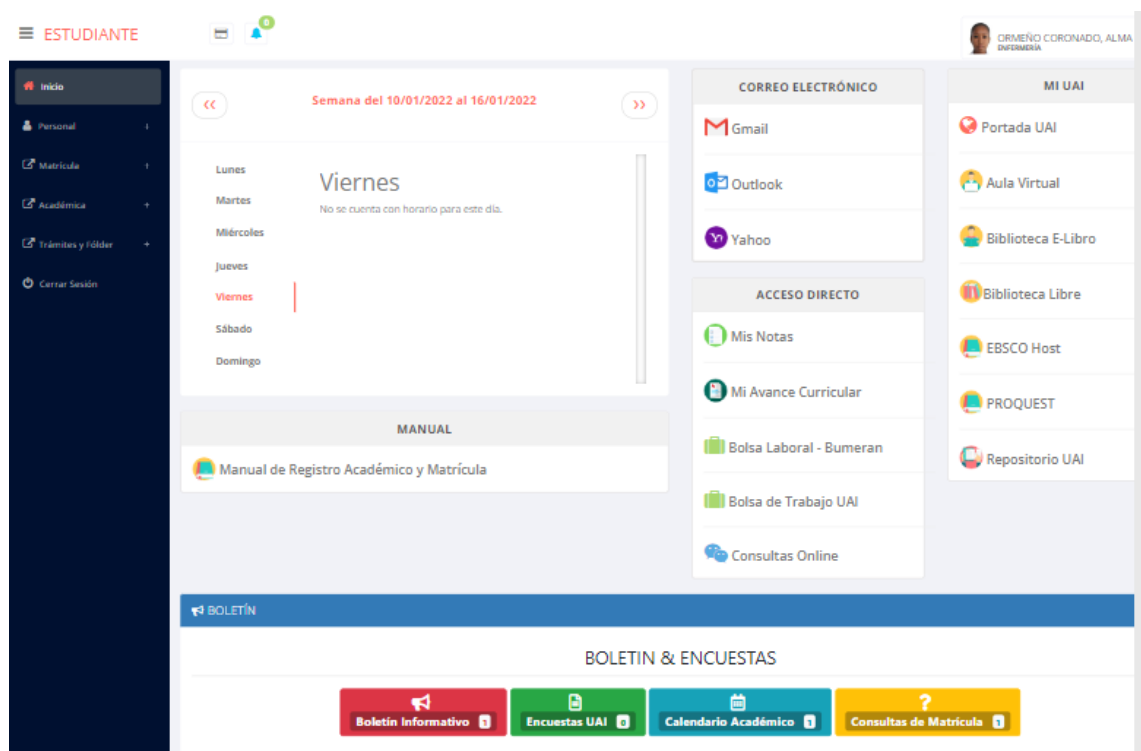 ESTUDIANTE
0
ORMEÑO CORONADO, ALMA
ENFERMERÍA
Inicio
Personal
Matrícula +
Académica +
Trámites y Fólder +
Cerrar Sesión
Semana del 10/01/2022 al 16/01/2022
Lunes
Martes
Miércoles
Jueves
Viernes
Sábado
Domingo
Viernes
No se cuenta con horario para este día.
MANUAL
Manual de Registro Académico y Matrícula
CORREO ELECTRÓNICO
Gmail
Outlook
Yahoo
ACCESO DIRECTO
Mis Notas
Mi Avance Curricular
Bolsa Laboral - Bumeran
Bolsa de Trabajo UAI
Consultas Online
MI UAI
Portada UAI
Aula Virtual
Biblioteca E-Libro
Biblioteca Libre
EBSCO Host
PROQUEST
Repositorio UAI
BOLETÍN
BOLETIN & ENCUESTAS
Boletín Informativo 1
Encuestas UAI 0
Calendario Académico 1
Consultas de Matrícula 1